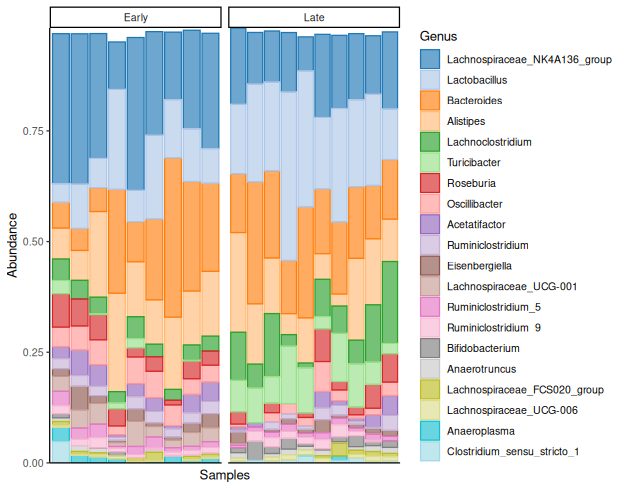 Early
Late
Genus
Lachnospiraceae_NK4A136_group
Lactobacillus
Bacteroides
Alistipes
Lachnoclostridium
Turicibacter
Roseburia
Oscillibacter
Acetatifactor
Ruminiclostridium
Eisenbergiella
Lachnospiraceae_UCG-001
Ruminiclostridium_5
Ruminiclostridium_9
Bifidobacterium
Anaerotruncus
Lachnospiraceae_FCS020_group
Lachnospiraceae_UCG-006
Anaeroplasma
Clostridium_sensu_stricto_1
Abundance
0.75
0.50
0.25
0.00
Samples